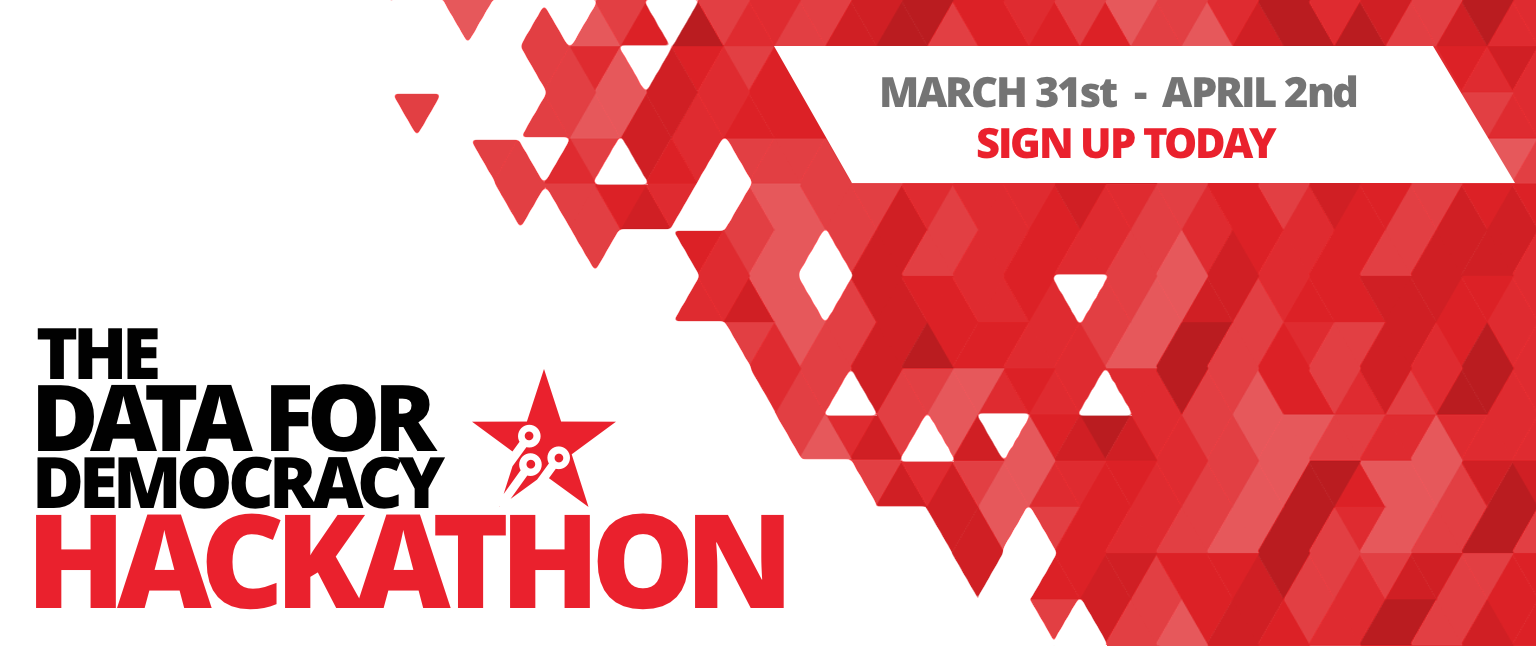 MARCH 31st - APRIL 2nd
SIGN UP TODAY
THE
DATA FOR
DEMOCRACY
HACKATHON